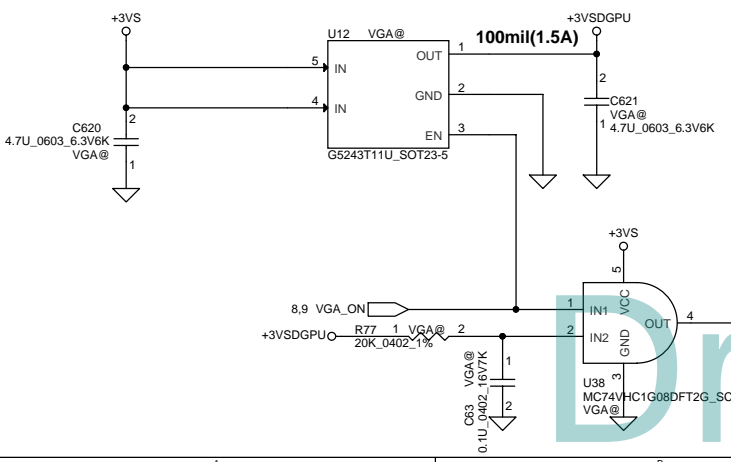 +3VS
+3VSDGPU
U12 VGA@
100mil(1.5A)
OUT 1
5 IN
GND 2
4 IN
EN 3
G5243T11U_SOT23-5
2
C620
4.7U_0603_6.3V6K
VGA@
1
2
C621
VGA@
1
4.7U_0603_6.3V6K
+3VS
5
VCC
8,9 VGA_ON
1 IN1
OUT 4
+3VSDGPU
R77 1 VGA@ 2
20K_0402_1%
2 IN2
GND
3
1
2
C63 VGA@
0.1U_0402_16V7K
U38
MC74VHC1G08DFT2G_SC
VGA@
Dr